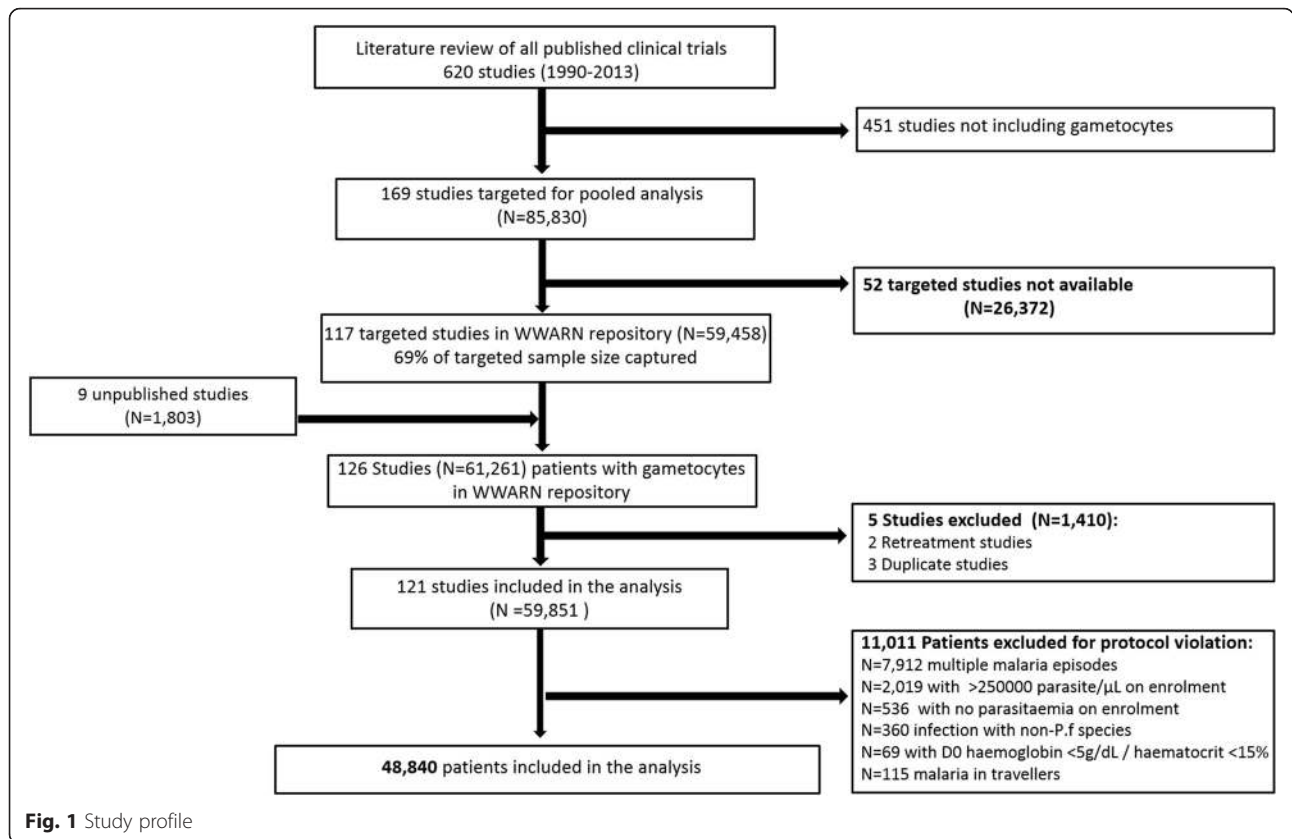 Literature review of all published clinical trials
620 studies (1990-2013)
451 studies not including gametocytes
169 studies targeted for pooled analysis
(N=85,830)
52 targeted studies not available
(N=26,372)
117 targeted studies in WWARN repository (N=59,458)
69% of targeted sample size captured
9 unpublished studies
(N=1,803)
126 Studies (N=61,261) patients with gametocytes
in WWARN repository
5 Studies excluded (N=1,410):
2 Retreatment studies
3 Duplicate studies
121 studies included in the analysis
(N =59,851 )
11,011 Patients excluded for protocol violation:
N=7,912 multiple malaria episodes
N=2,019 with >250000 parasite/µL on enrolment
N=536 with no parasitaemia on enrolment
N=360 infection with non-P.f species
N=69 with D0 haemoglobin <5g/dL / haematocrit <15%
N=115 malaria in travellers
48,840 patients included in the analysis
Fig. 1 Study profile